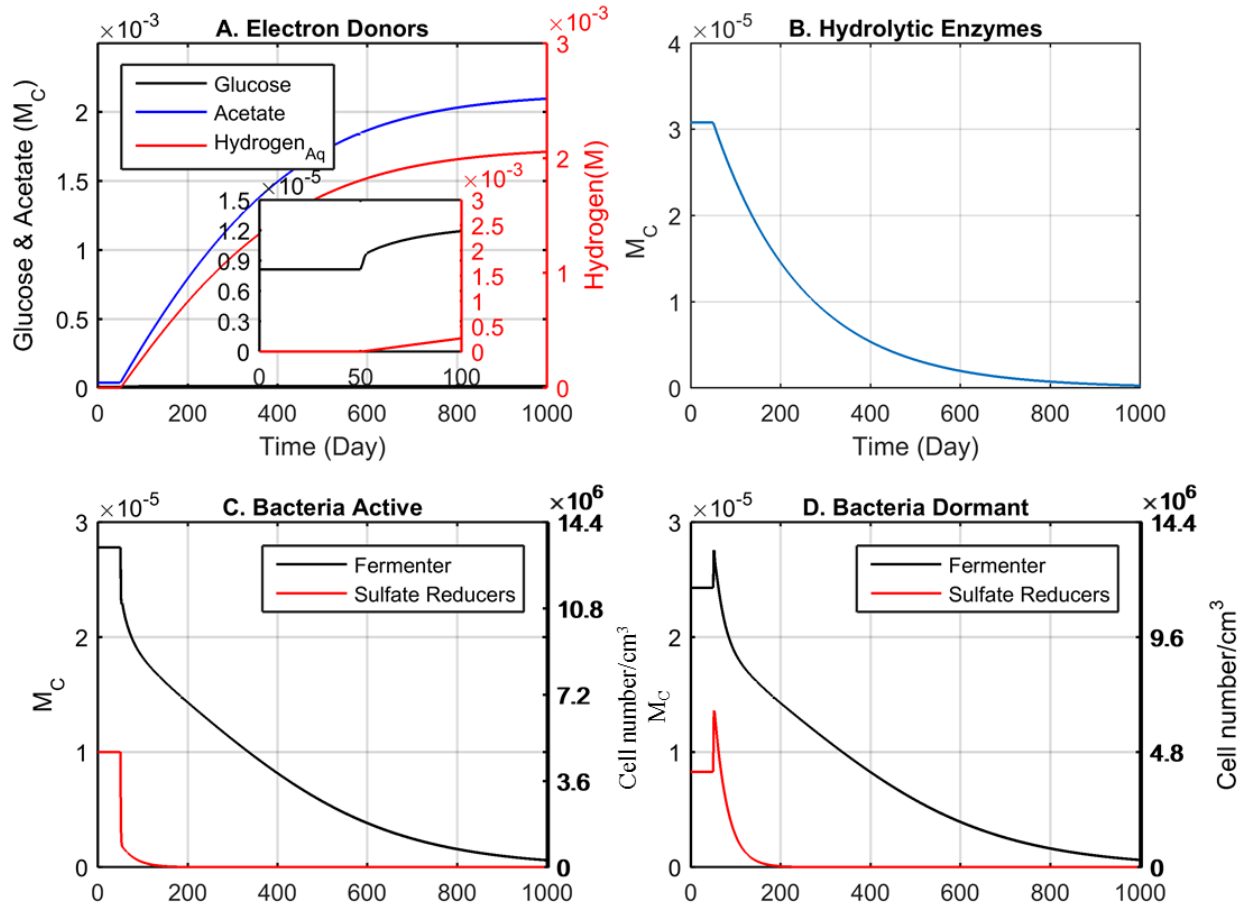 ×10⁻³
A. Electron Donors
×10⁻³
Glucose & Acetate (M_C)
2
1.5
1
0.5
0
Glucose
Acetate
Hydrogen_Aq
3
2
1
0
Hydrogen(M)
×10⁻⁵
×10⁻³
1.5
1.2
0.9
0.6
0.3
0
3
2.5
2
1.5
1
0.5
0
0 50 100
0 200 400 600 800 1000
Time (Day)
×10⁻⁵
B. Hydrolytic Enzymes
M_C
4
3
2
1
0
0 200 400 600 800 1000
Time (Day)
×10⁻⁵
C. Bacteria Active
×10⁶
M_C
3
2
1
0
Fermenter
Sulfate Reducers
14.4
10.8
7.2
3.6
0
Cell number/cm³
0 200 400 600 800 1000
×10⁻⁵
D. Bacteria Dormant
×10⁶
M_C
3
2
1
0
Fermenter
Sulfate Reducers
14.4
9.6
4.8
0
Cell number/cm³
0 200 400 600 800 1000